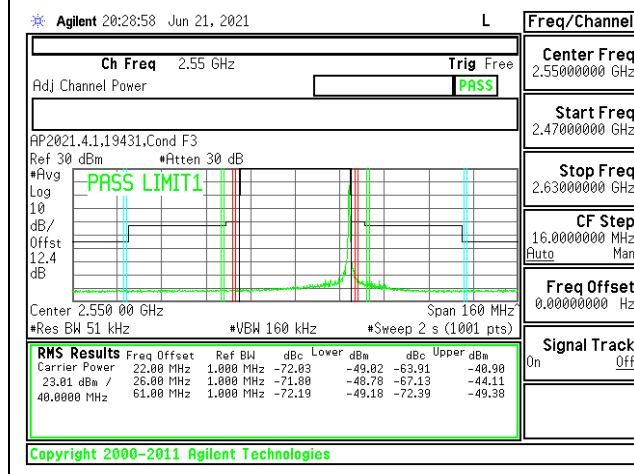 Agilent 20:28:58 Jun 21, 2021 L
Freq/Channel
Ch Freq 2.55 GHz Trig Free
Adj Channel Power PASS
Center Freq
2.55000000 GHz
Start Freq
2.47000000 GHz
AP2021.4.1,19431,Cond F3
Ref 30 dBm #Atten 30 dB
#Avg
Log
10
dB/
Offst
12.4
dB
PASS LIMIT1
Stop Freq
2.63000000 GHz
CF Step
16.0000000 MHz
Auto Man
Freq Offset
0.00000000 Hz
Center 2.550 00 GHz Span 160 MHz^
#Res BW 51 kHz #VBW 160 kHz #Sweep 2 s (1001 pts)
Signal Track
On Off
RMS Results Freq Offset Ref BW dBc Lower dBm dBc Upper dBm
Carrier Power 22.00 MHz 1.000 MHz -72.03 -49.02 -63.91 -40.90
23.01 dBm / 26.00 MHz 1.000 MHz -71.80 -48.78 -67.13 -44.11
40.0000 MHz 61.00 MHz 1.000 MHz -72.19 -49.18 -72.39 -49.38
Copyright 2000-2011 Agilent Technologies